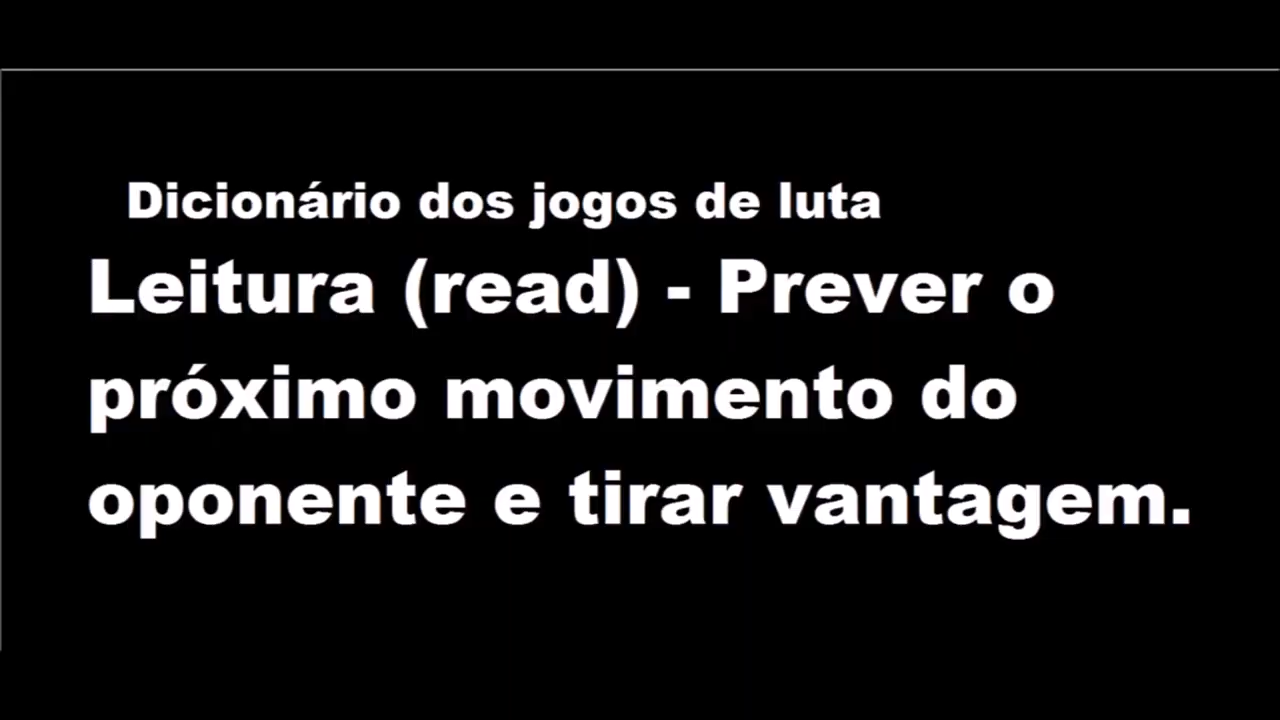 Dicionário dos jogos de luta
Leitura (read) - Prever o
próximo movimento do
oponente e tirar vantagem.